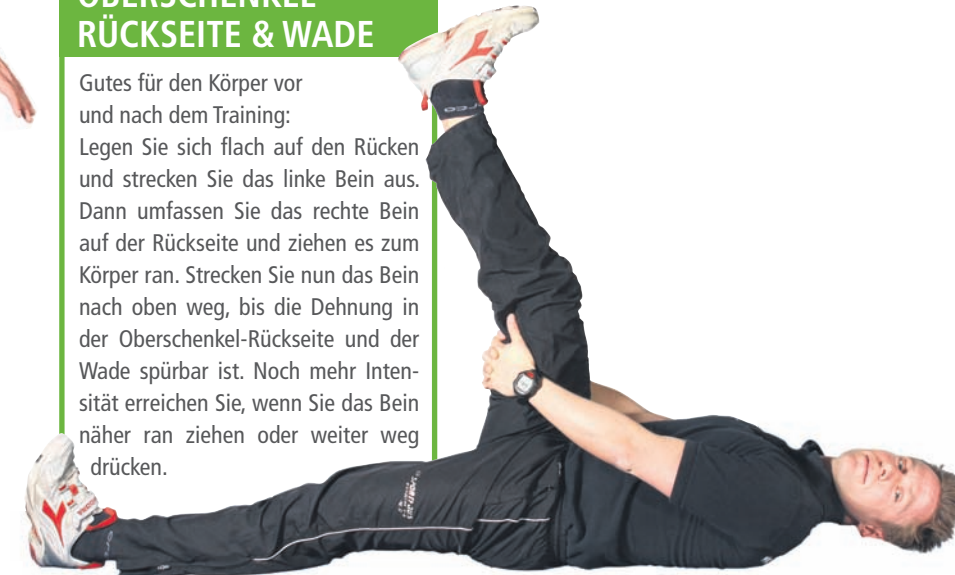 OBERSCHENKEL
RÜCKSEITE & WADE
Gutes für den Körper vor
und nach dem Training:
Legen Sie sich flach auf den Rücken
und strecken Sie das linke Bein aus.
Dann umfassen Sie das rechte Bein
auf der Rückseite und ziehen es zum
Körper ran. Strecken Sie nun das Bein
nach oben weg, bis die Dehnung in
der Oberschenkel-Rückseite und der
Wade spürbar ist. Noch mehr Inten-
sität erreichen Sie, wenn Sie das Bein
näher ran ziehen oder weiter weg
drücken.